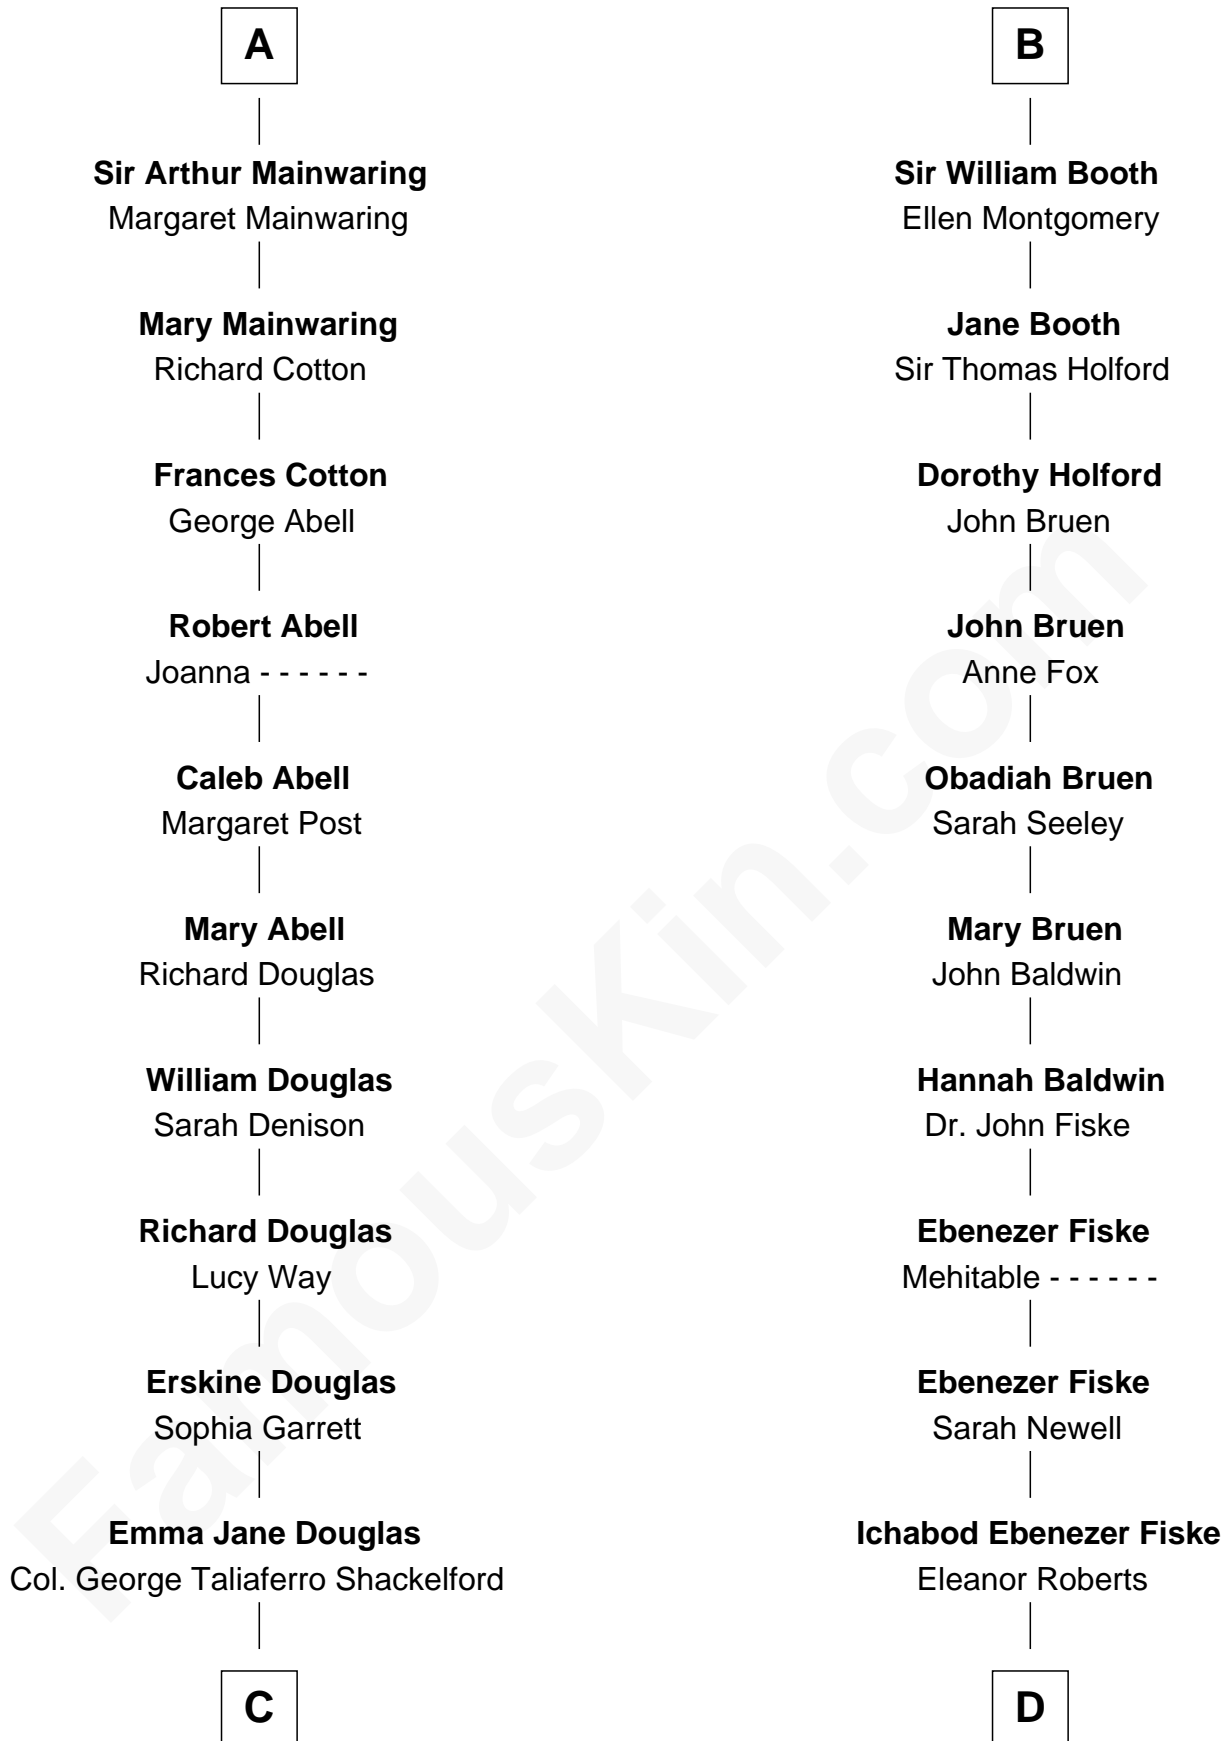 A
Sir Arthur Mainwaring
Margaret Mainwaring
Mary Mainwaring
Richard Cotton
Frances Cotton
George Abell
Robert Abell
Joanna - - - - - -
Caleb Abell
Margaret Post
Mary Abell
Richard Douglas
William Douglas
Sarah Denison
Richard Douglas
Lucy Way
Erskine Douglas
Sophia Garrett
Emma Jane Douglas
Col. George Taliaferro Shackelford
C
B
Sir William Booth
Ellen Montgomery
Jane Booth
Sir Thomas Holford
Dorothy Holford
John Bruen
John Bruen
Anne Fox
Obadiah Bruen
Sarah Seeley
Mary Bruen
John Baldwin
Hannah Baldwin
Dr. John Fiske
Ebenezer Fiske
Mehitable - - - - - -
Ebenezer Fiske
Sarah Newell
Ichabod Ebenezer Fiske
Eleanor Roberts
D
FamousKin.com